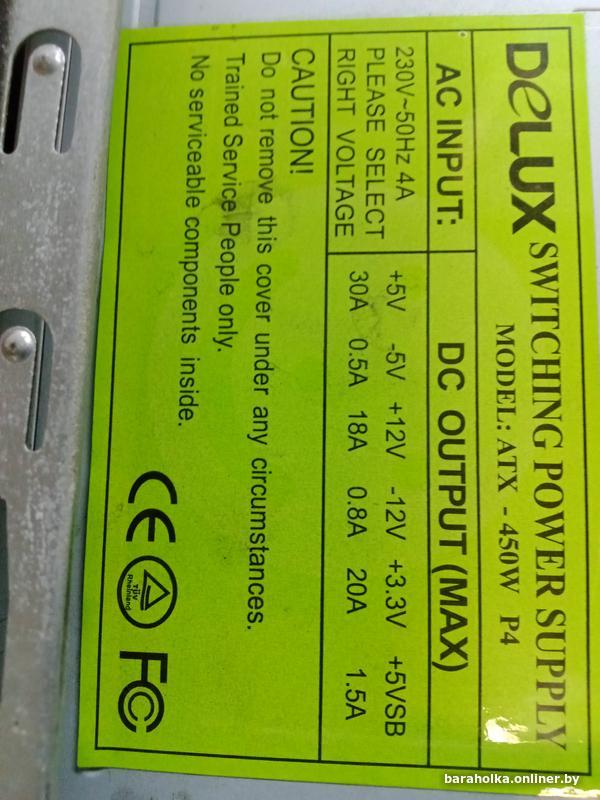 DeLUX SWITCHING POWER SUPPLY
MODEL: ATX - 450W P4
AC INPUT:
230V~50Hz 4A
PLEASE SELECT
RIGHT VOLTAGE
DC OUTPUT (MAX)
+5V -5V +12V -12V +3.3V +5VSB
30A 0.5A 18A 0.8A 20A 1.5A
CAUTION!
Do not remove this cover under any circumstances.
Trained Service People only.
No serviceable components inside.
CE
TÜV
Rheinland
FC
baraholka.onliner.by